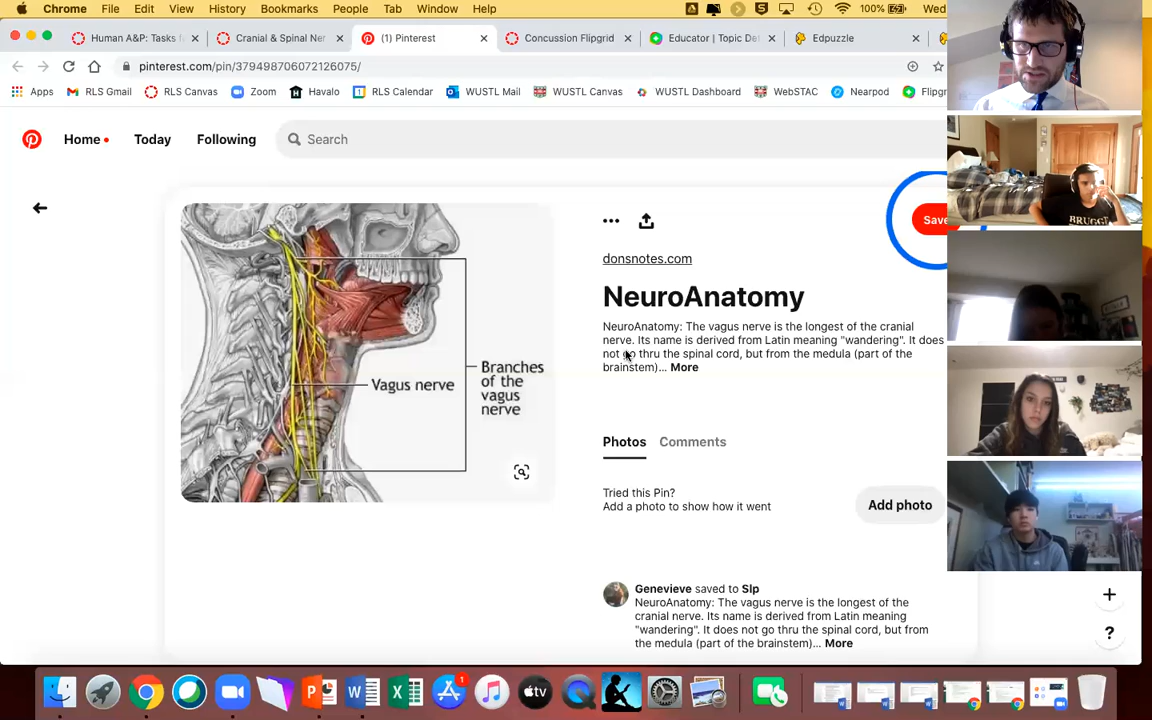 Chrome File Edit View History Bookmarks People Tab Window Help 100% Wed
Human A&P: Tasks f Cranial & Spinal Ner (1) Pinterest Concussion Flipgrid Educator | Topic De Edpuzzle
pinterest.com/pin/379498706072126075/
Apps RLS Gmail RLS Canvas Zoom Havalo RLS Calendar WUSTL Mail WUSTL Canvas WUSTL Dashboard WebSTAC Nearpod Flipgr
Home Today Following Search
Save
donsnotes.com
NeuroAnatomy
NeuroAnatomy: The vagus nerve is the longest of the cranial
nerve. Its name is derived from Latin meaning "wandering". It does
not go thru the spinal cord, but from the medulla (part of the
brainstem)... More
Vagus nerve
Branches
of the
vagus
nerve
Photos Comments
Tried this Pin?
Add a photo to show how it went
Add photo
Genevieve saved to Slp
NeuroAnatomy: The vagus nerve is the longest of the
cranial nerve. Its name is derived from Latin meaning
"wandering". It does not go thru the spinal cord, but from
the medulla (part of the brainstem)... More
+
?
BRUGGE